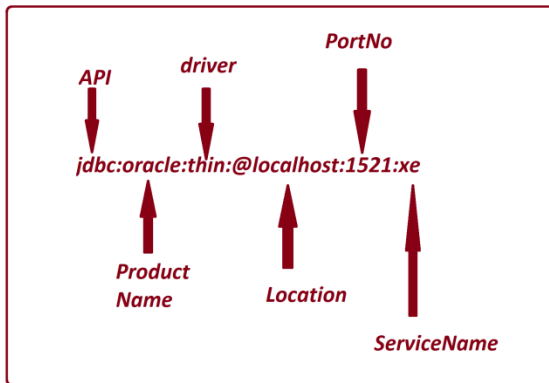 PortNo
driver
API
jdbc:oracle:thin:@localhost:1521:xe
Product
Name
Location
ServiceName